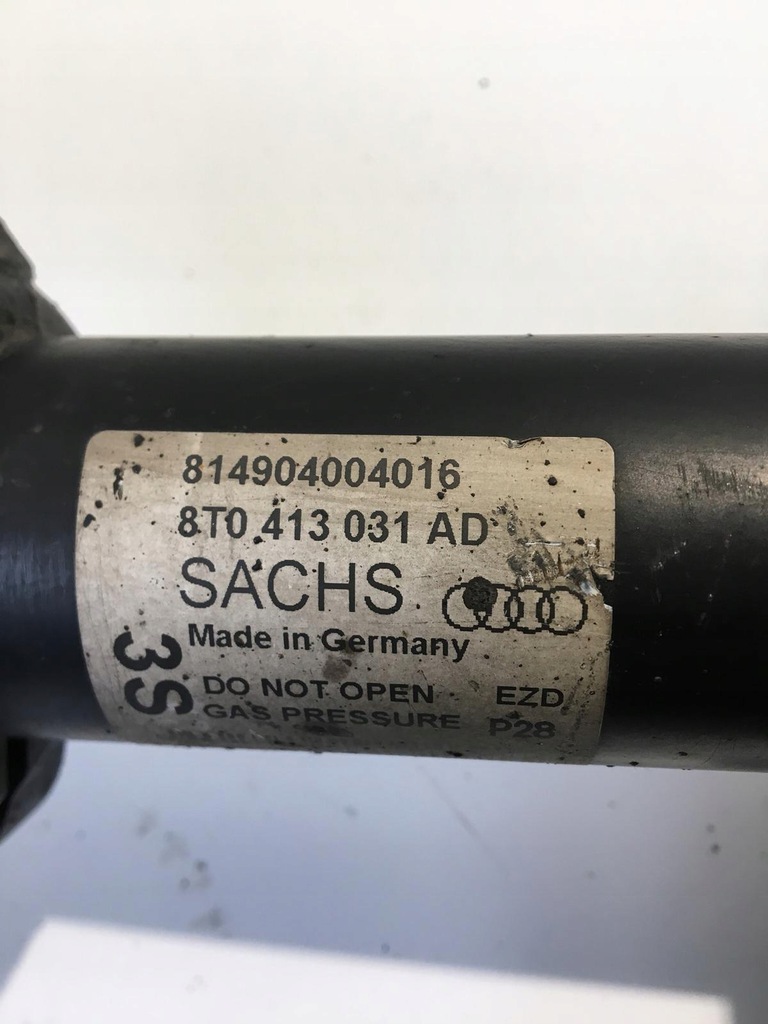 814904004016
8T0 413 031 AD
SACHS
Made in Germany
3S
DO NOT OPEN EZD
GAS PRESSURE P28